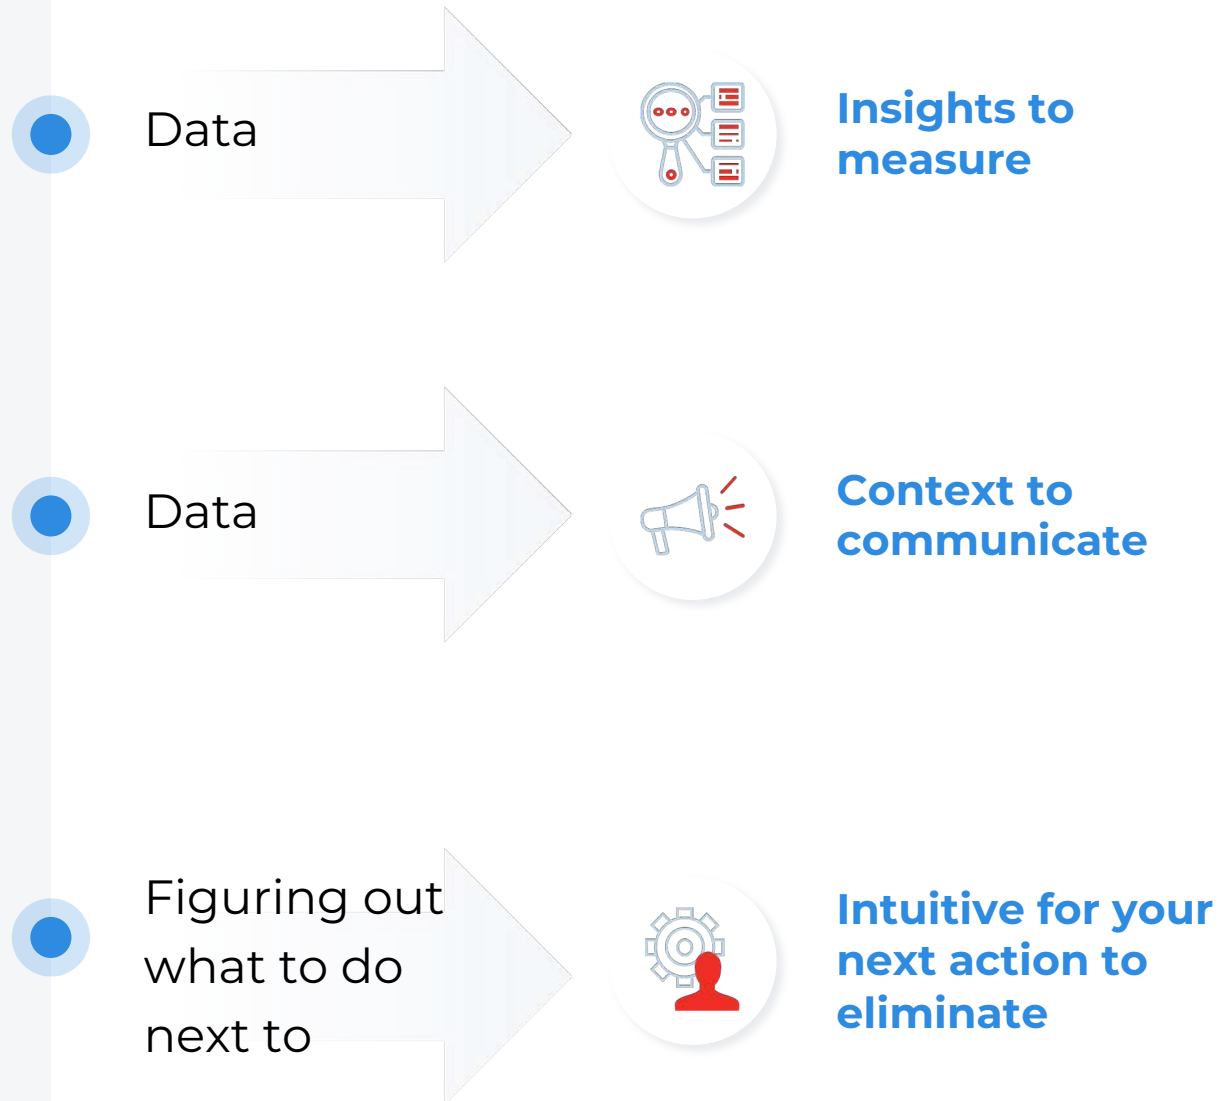 Data
Insights to
measure
Data
Context to
communicate
Figuring out
what to do
next to
Intuitive for your
next action to
eliminate